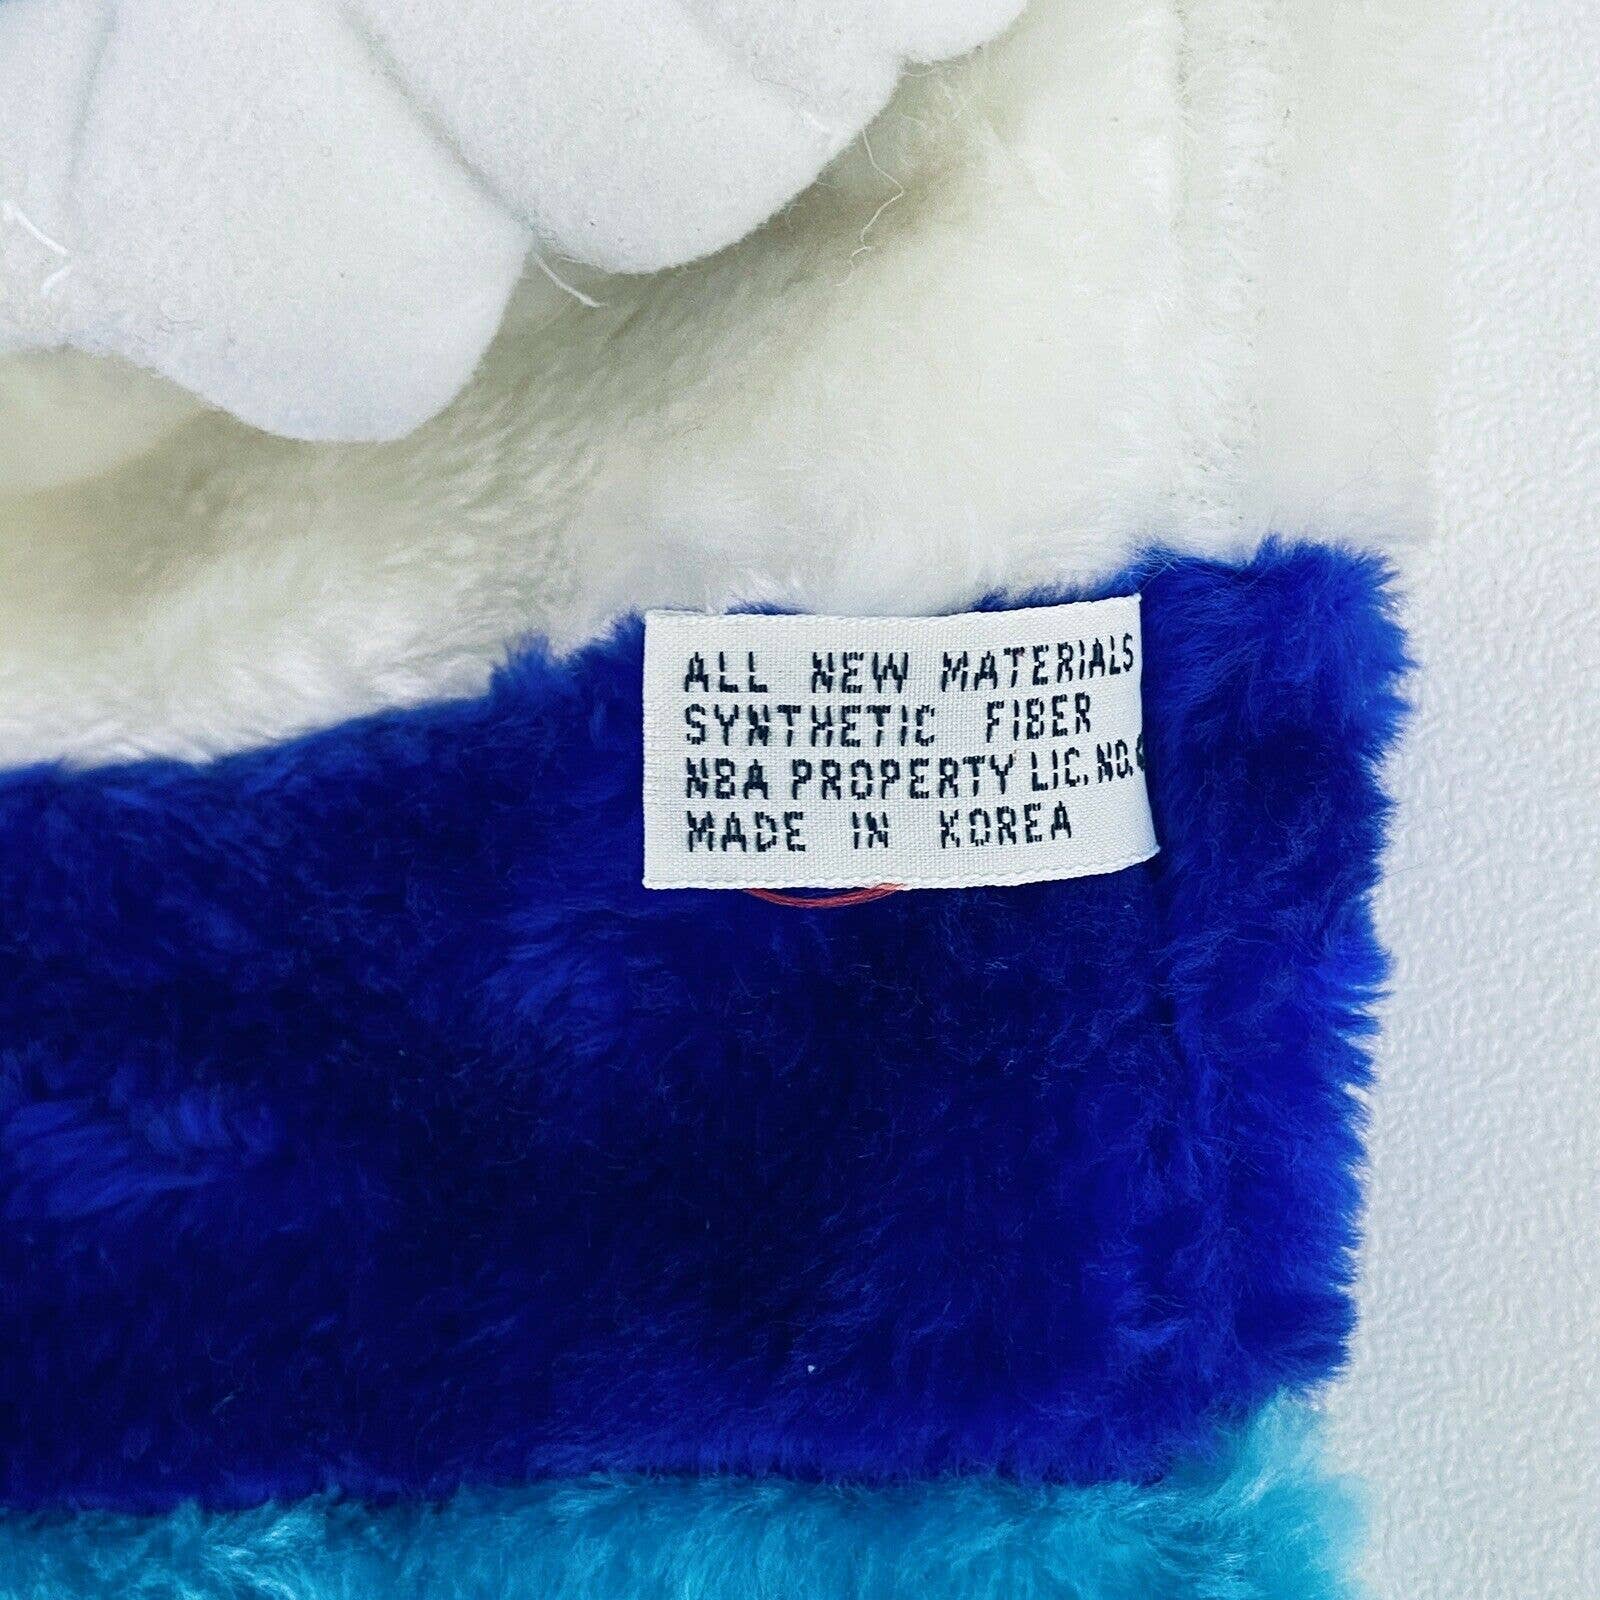 ALL NEW MATERIALS
SYNTHETIC FIBER
NBA PROPERTY LIC. NO.
MADE IN KOREA